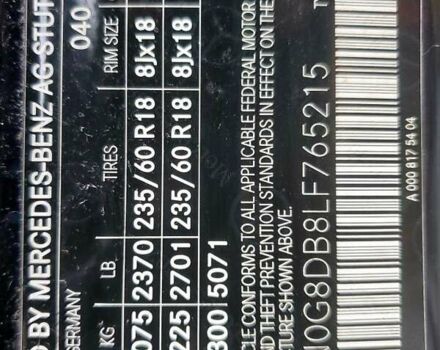 D BY MERCEDES-BENZ AG STUT
GERMANY 040
KG LB TIRES RIM SIZE
075 2370 235/60 R18 8Jx18
225 2701 235/60 R18 8Jx18
300 5071
CLE CONFORMS TO ALL APPLICABLE FEDERAL MOTOR
D THEFT PREVENTION STANDARDS IN EFFECT ON THE
TURE SHOWN ABOVE.
0G8DB8LF765215
A 000 817 54 04